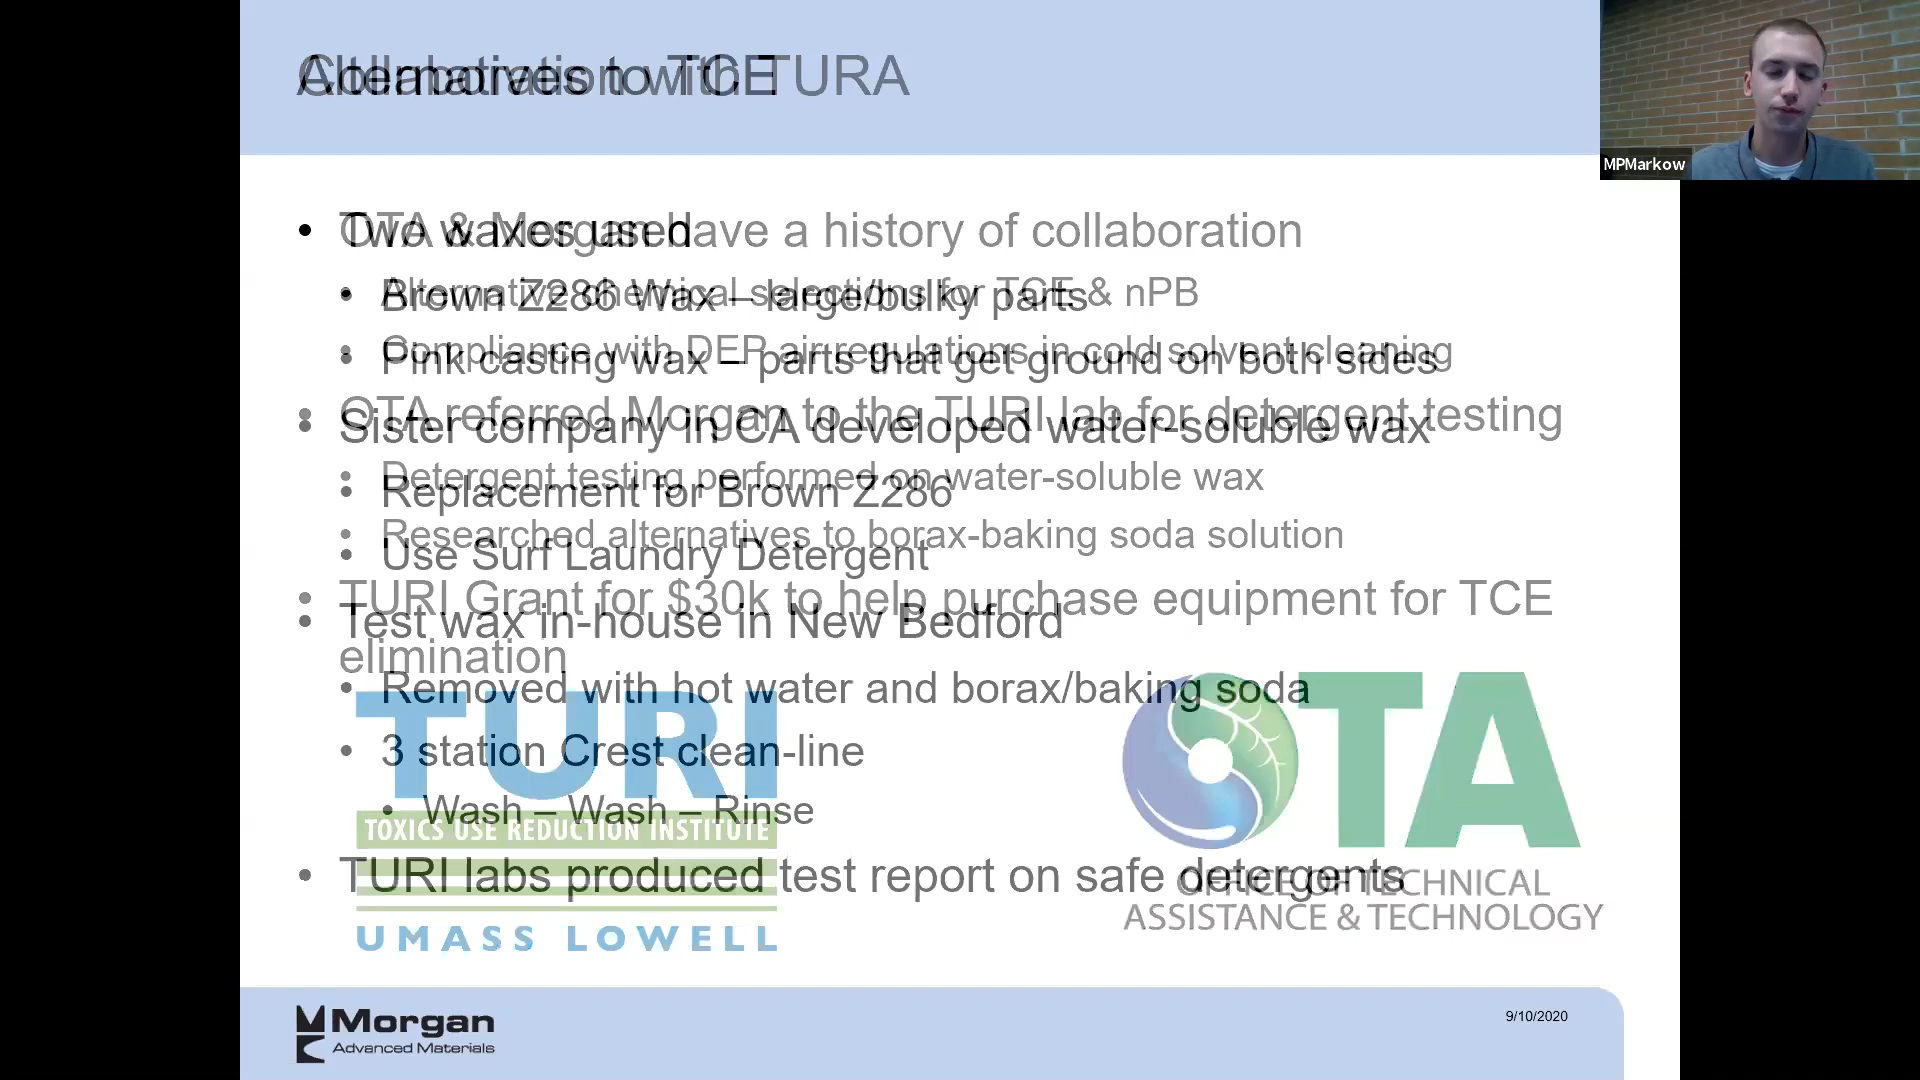 Alternatives to TCE
Collaboration with TURA
• Two waxes used
• Brown Z286 Wax – large/bulky parts
• Pink casting wax – parts that get ground on both sides
• Sister company in CA developed water-soluble wax
• Replacement for Brown Z286
• Use Surf Laundry Detergent
• Test wax in-house in New Bedford
• Removed with hot water and borax/baking soda
• 3 station Crest clean-line
• Wash – Wash – Rinse
• TURI labs produced test report on safe detergents
• OTA & Morgan have a history of collaboration
• Alternative chemical selections for TCE & nPB
• Compliance with DEP air regulations in cold solvent cleaning
• OTA referred Morgan to the TURI lab for detergent testing
• Detergent testing performed on water-soluble wax
• Researched alternatives to borax-baking soda solution
• TURI Grant for $30k to help purchase equipment for TCE
elimination
TURI
TOXICS USE REDUCTION INSTITUTE
UMASS LOWELL
OTA
OFFICE OF TECHNICAL
ASSISTANCE & TECHNOLOGY
Morgan
Advanced Materials
9/10/2020
MPMarkow